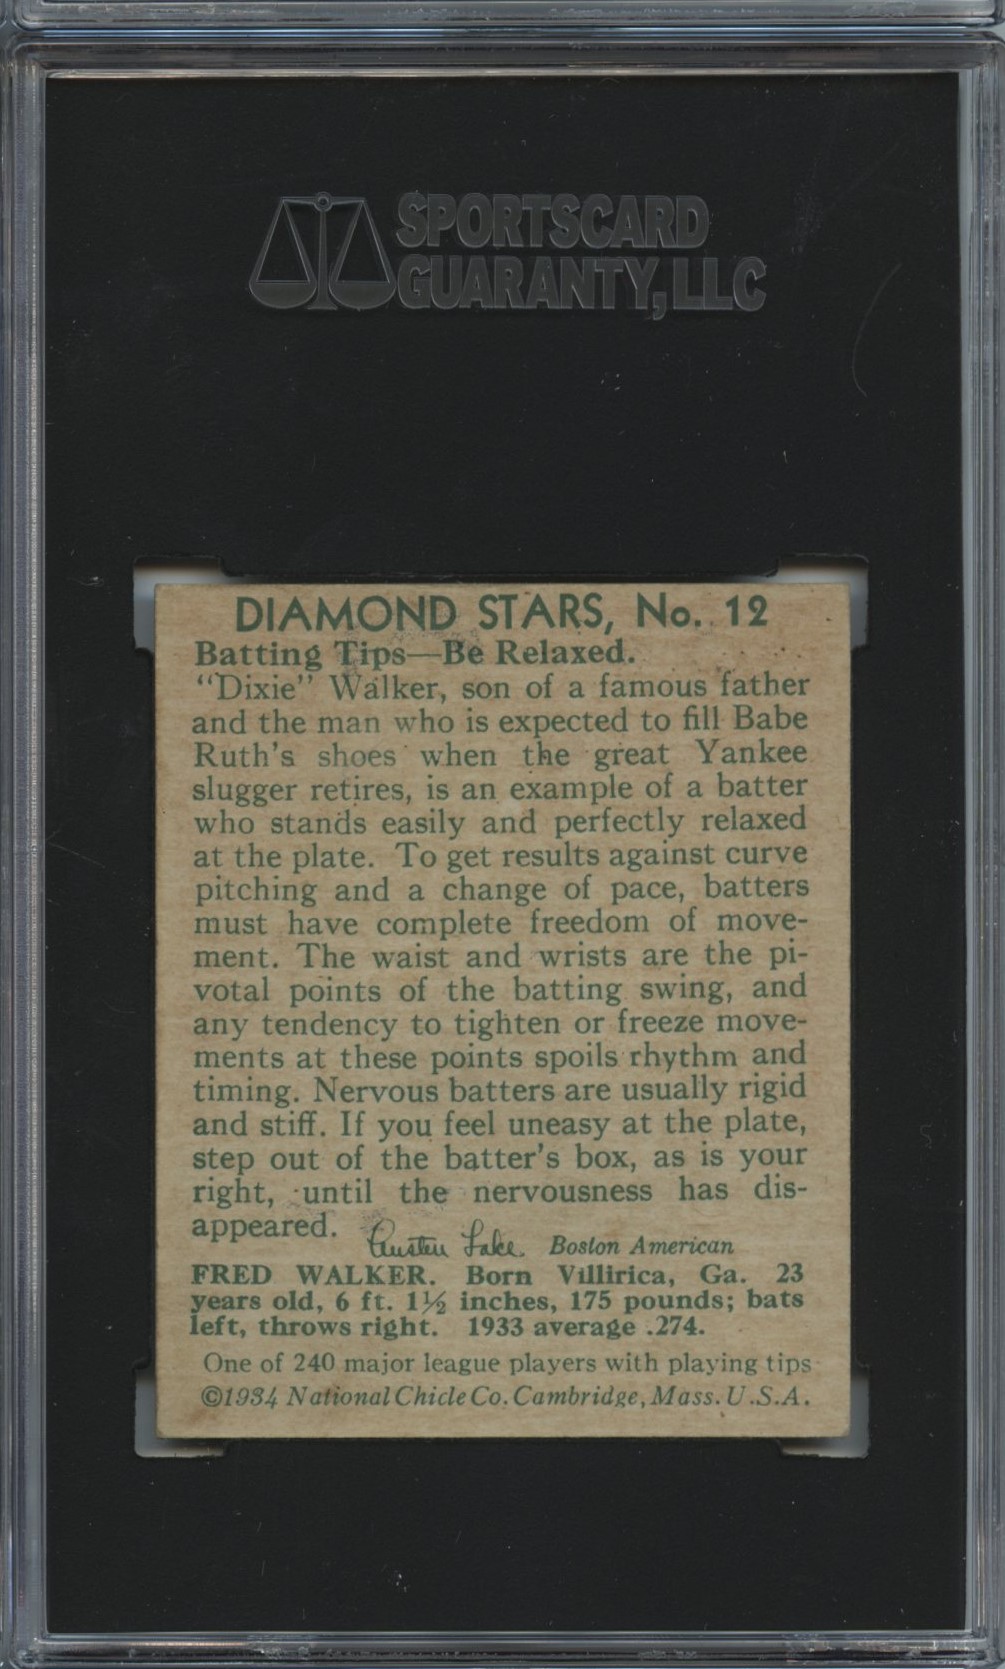 SPORTSCARD
GUARANTY, LLC
DIAMOND STARS, No. 12
Batting Tips—Be Relaxed.
"Dixie" Walker, son of a famous father
and the man who is expected to fill Babe
Ruth's shoes when the great Yankee
slugger retires, is an example of a batter
who stands easily and perfectly relaxed
at the plate. To get results against curve
pitching and a change of pace, batters
must have complete freedom of move-
ment. The waist and wrists are the pi-
votal points of the batting swing, and
any tendency to tighten or freeze move-
ments at these points spoils rhythm and
timing. Nervous batters are usually rigid
and stiff. If you feel uneasy at the plate,
step out of the batter's box, as is your
right, until the nervousness has dis-
appeared.
Austen Lake Boston American
FRED WALKER. Born Villirica, Ga. 23
years old, 6 ft. 1½ inches, 175 pounds; bats
left, throws right. 1933 average .274.
One of 240 major league players with playing tips
©1934 National Chicle Co. Cambridge, Mass. U.S.A.